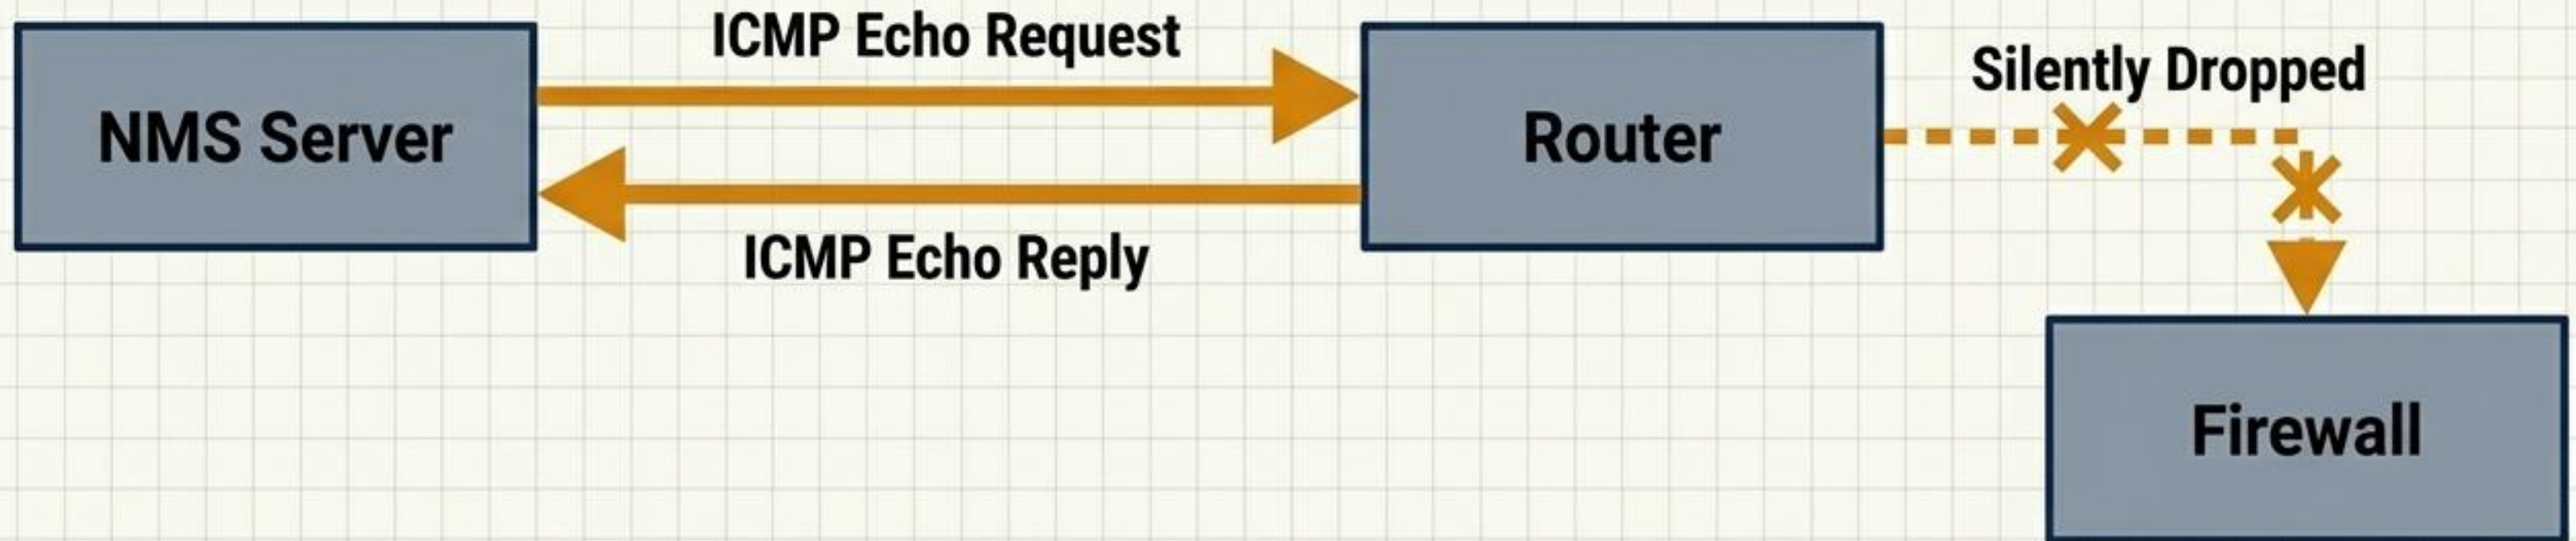 ICMP Echo Request
NMS Server
Router
Silently Dropped
ICMP Echo Reply
Firewall